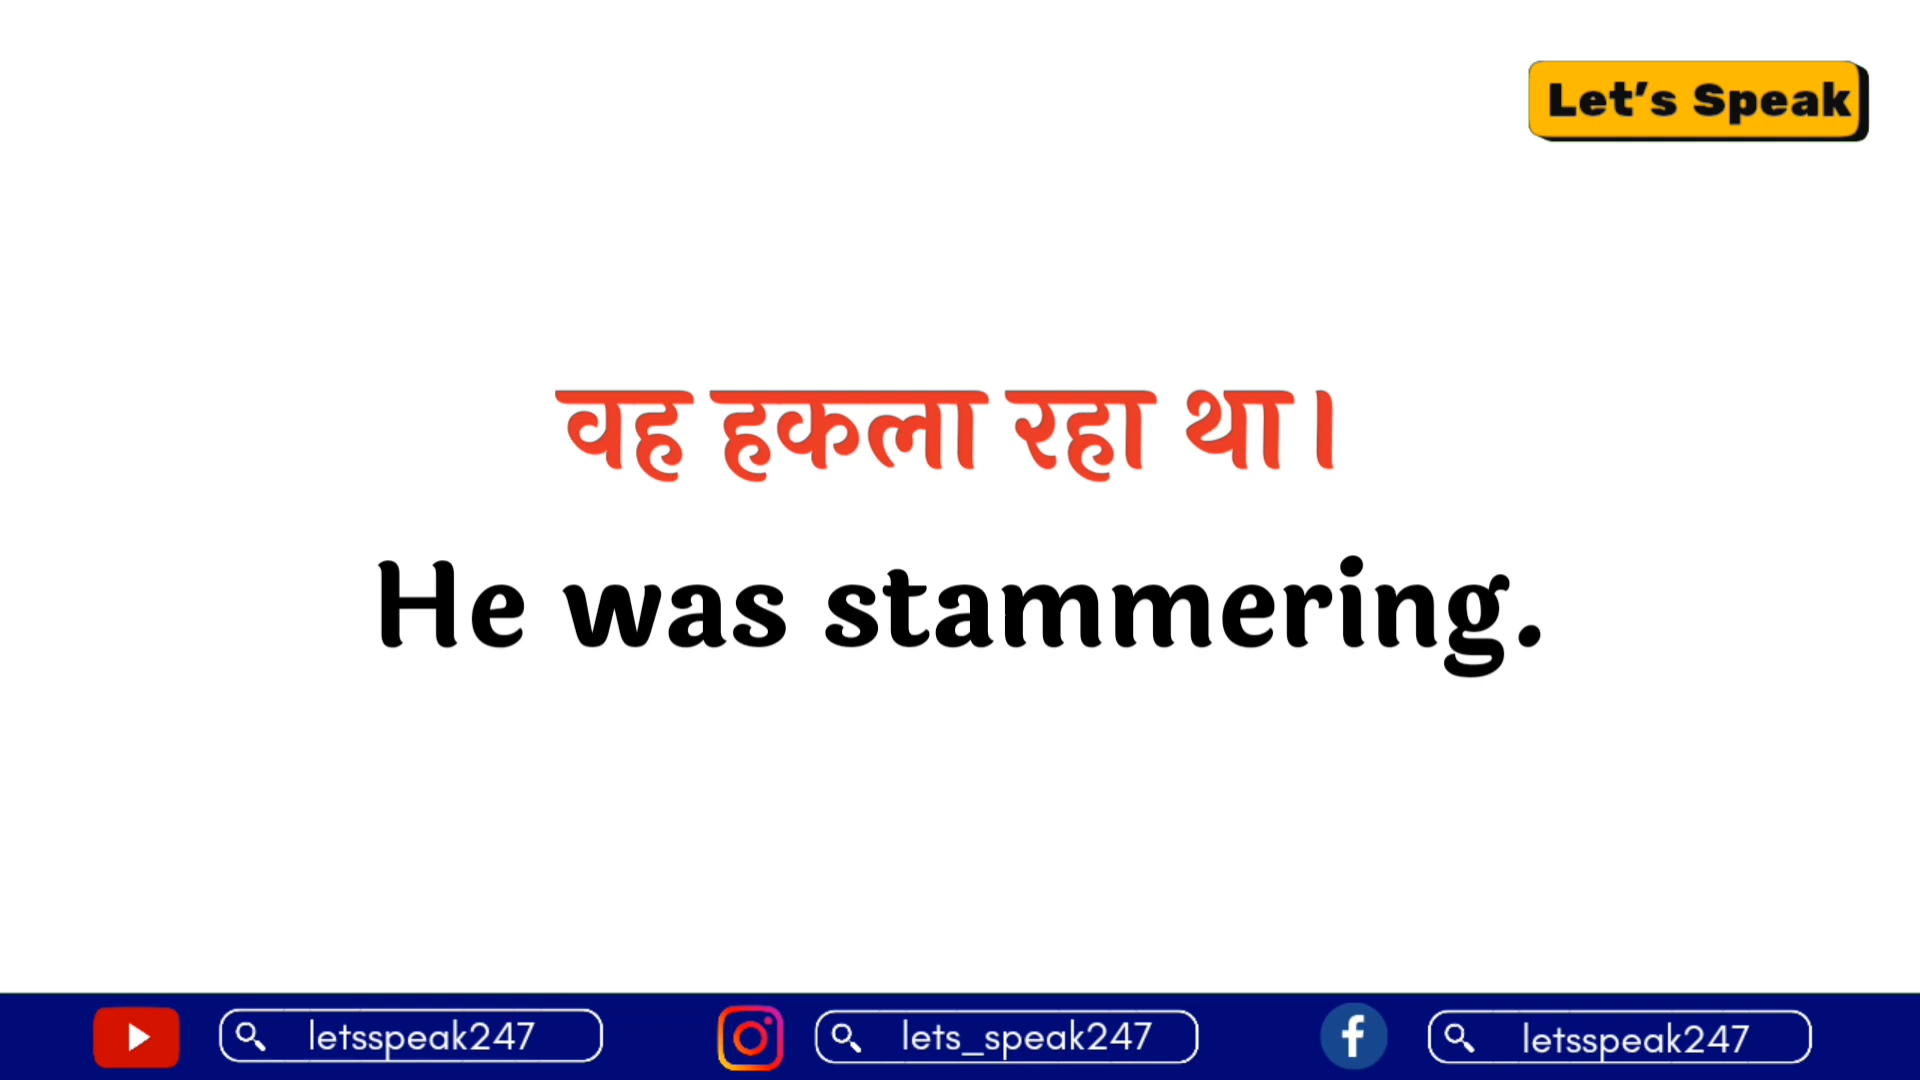 Let's Speak
वह हकला रहा था।
He was stammering.
letsspeak247
lets_speak247
letsspeak247